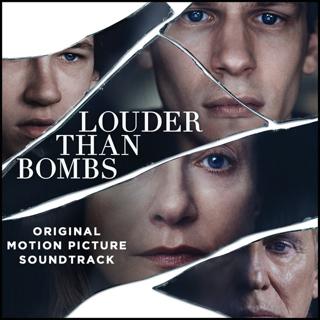 LOUDER
THAN
BOMBS
ORIGINAL
MOTION PICTURE
SOUNDTRACK